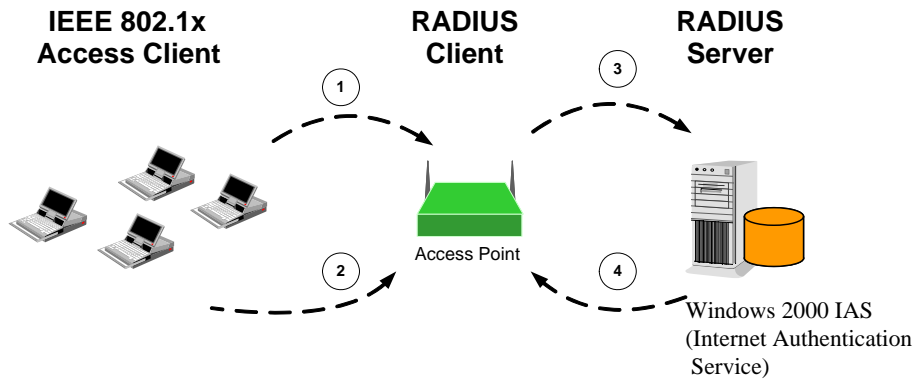 IEEE 802.1x
Access Client
RADIUS
Client
RADIUS
Server
1
3
Access Point
2
4
Windows 2000 IAS
(Internet Authentication
Service)